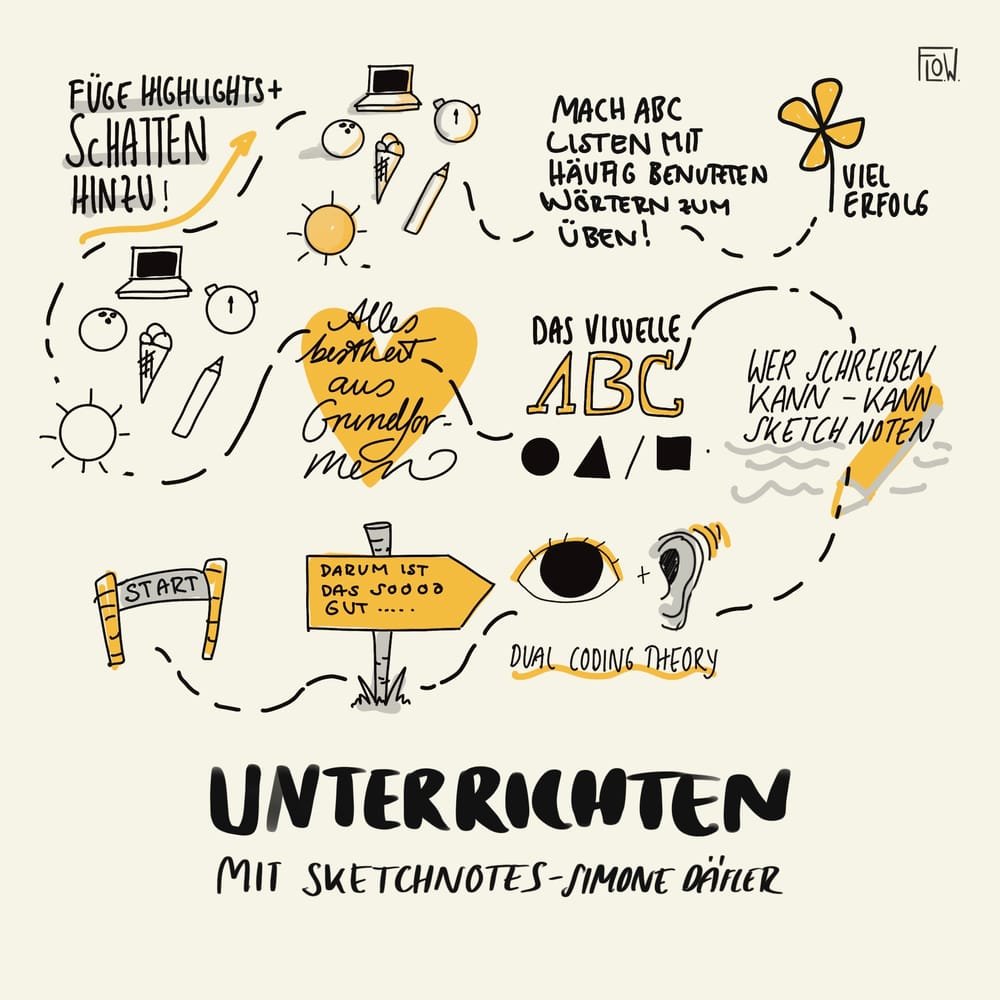 FLOW.
FÜGE HIGHLIGHTS+
SCHATTEN
HINZU!
MACH ABC
LISTEN MIT
HÄUFIG BENUTZTEN
WÖRTERN ZUM
ÜBEN!
VIEL
ERFOLG
Alles
besteht
aus
Grundfor-
men
DAS VISUELLE
ABC
WER SCHREIBEN
KANN - KANN
SKETCHNOTEN
START
DARUM IST
DAS SOOOO
GUT .....
+
DUAL CODING THEORY
UNTERRICHTEN
MIT SKETCHNOTES-SIMONE DÄFLER